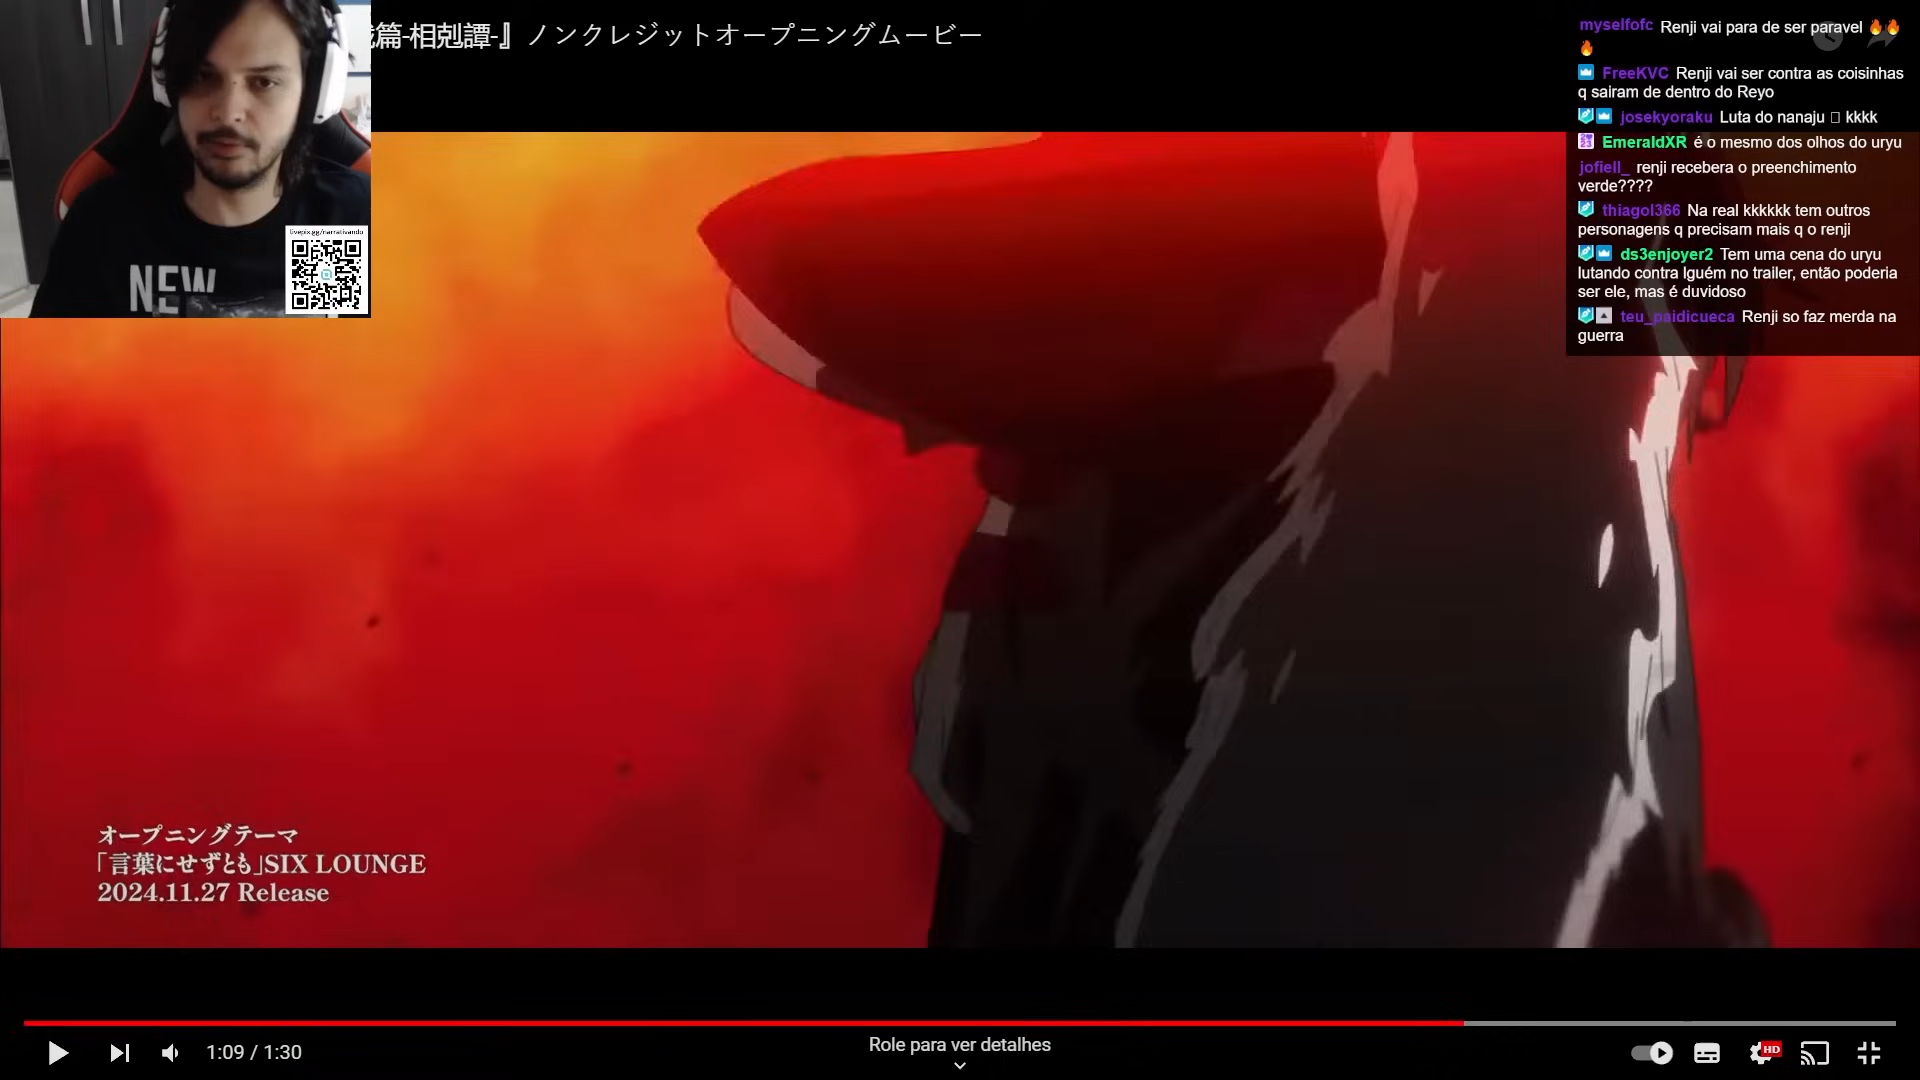 篇-相剋譚-』ノンクレジットオープニングムービー
NEW
livepix.gg/narrativando
myselfofc Renji vai para de ser paravel 🔥🔥
🔥
FreeKVC Renji vai ser contra as coisinhas
q sairam de dentro do Reyo
josekyoraku Luta do nanaju ▯ kkkk
EmeraldXR é o mesmo dos olhos do uryu
jofiell_ renji recebera o preenchimento
verde????
thiagol366 Na real kkkkkk tem outros
personagens q precisam mais q o renji
ds3enjoyer2 Tem uma cena do uryu
lutando contra lguém no trailer, então poderia
ser ele, mas é duvidoso
teu_paidicueca Renji so faz merda na
guerra
オープニングテーマ
「言葉にせずとも」SIX LOUNGE
2024.11.27 Release
Role para ver detalhes
1:09 / 1:30
HD